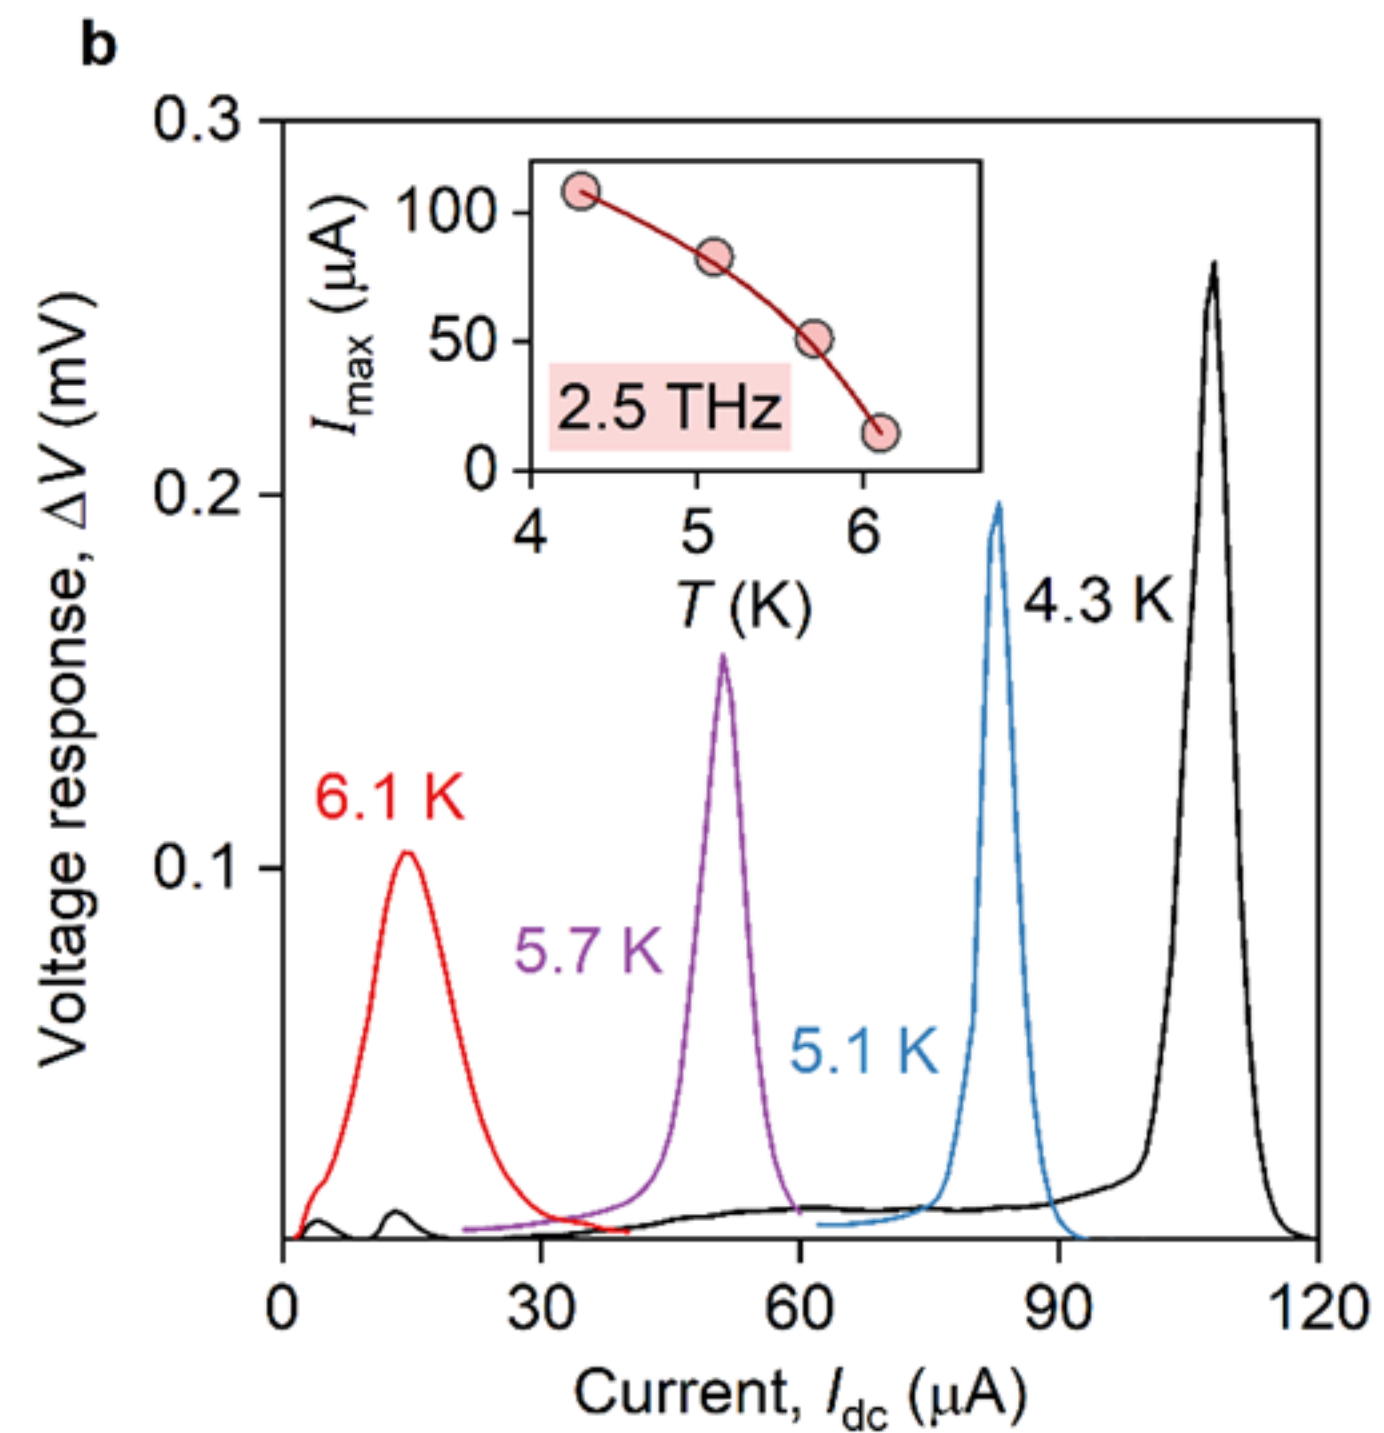 b
Voltage response, ΔV (mV)
0.3
0.2
0.1
I_max (μA)
100
50
0
2.5 THz
4
5
6
T (K)
4.3 K
6.1 K
5.7 K
5.1 K
0
30
60
90
120
Current, I_dc (μA)